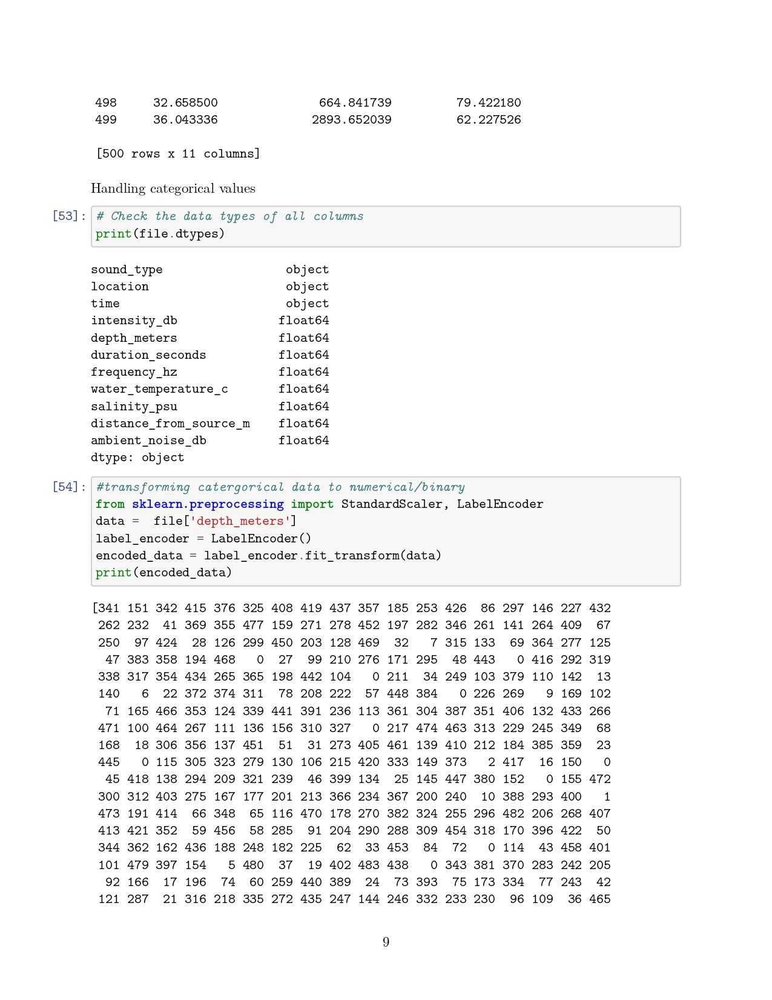 498 32.658500 664.841739 79.422180
499 36.043336 2893.652039 62.227526
[500 rows x 11 columns]
Handling categorical values
[53]: # Check the data types of all columns
print(file.dtypes)
sound_type object
location object
time object
intensity_db float64
depth_meters float64
duration_seconds float64
frequency_hz float64
water_temperature_c float64
salinity_psu float64
distance_from_source_m float64
ambient_noise_db float64
dtype: object
[54]: #transforming catergorical data to numerical/binary
from sklearn.preprocessing import StandardScaler, LabelEncoder
data = file['depth_meters']
label_encoder = LabelEncoder()
encoded_data = label_encoder.fit_transform(data)
print(encoded_data)
[341 151 342 415 376 325 408 419 437 357 185 253 426 86 297 146 227 432
262 232 41 369 355 477 159 271 278 452 197 282 346 261 141 264 409 67
250 97 424 28 126 299 450 203 128 469 32 7 315 133 69 364 277 125
47 383 358 194 468 0 27 99 210 276 171 295 48 443 0 416 292 319
338 317 354 434 265 365 198 442 104 0 211 34 249 103 379 110 142 13
140 6 22 372 374 311 78 208 222 57 448 384 0 226 269 9 169 102
71 165 466 353 124 339 441 391 236 113 361 304 387 351 406 132 433 266
471 100 464 267 111 136 156 310 327 0 217 474 463 313 229 245 349 68
168 18 306 356 137 451 51 31 273 405 461 139 410 212 184 385 359 23
445 0 115 305 323 279 130 106 215 420 333 149 373 2 417 16 150 0
45 418 138 294 209 321 239 46 399 134 25 145 447 380 152 0 155 472
300 312 403 275 167 177 201 213 366 234 367 200 240 10 388 293 400 1
473 191 414 66 348 65 116 470 178 270 382 324 255 296 482 206 268 407
413 421 352 59 456 58 285 91 204 290 288 309 454 318 170 396 422 50
344 362 162 436 188 248 182 225 62 33 453 84 72 0 114 43 458 401
101 479 397 154 5 480 37 19 402 483 438 0 343 381 370 283 242 205
92 166 17 196 74 60 259 440 389 24 73 393 75 173 334 77 243 42
121 287 21 316 218 335 272 435 247 144 246 332 233 230 96 109 36 465
9